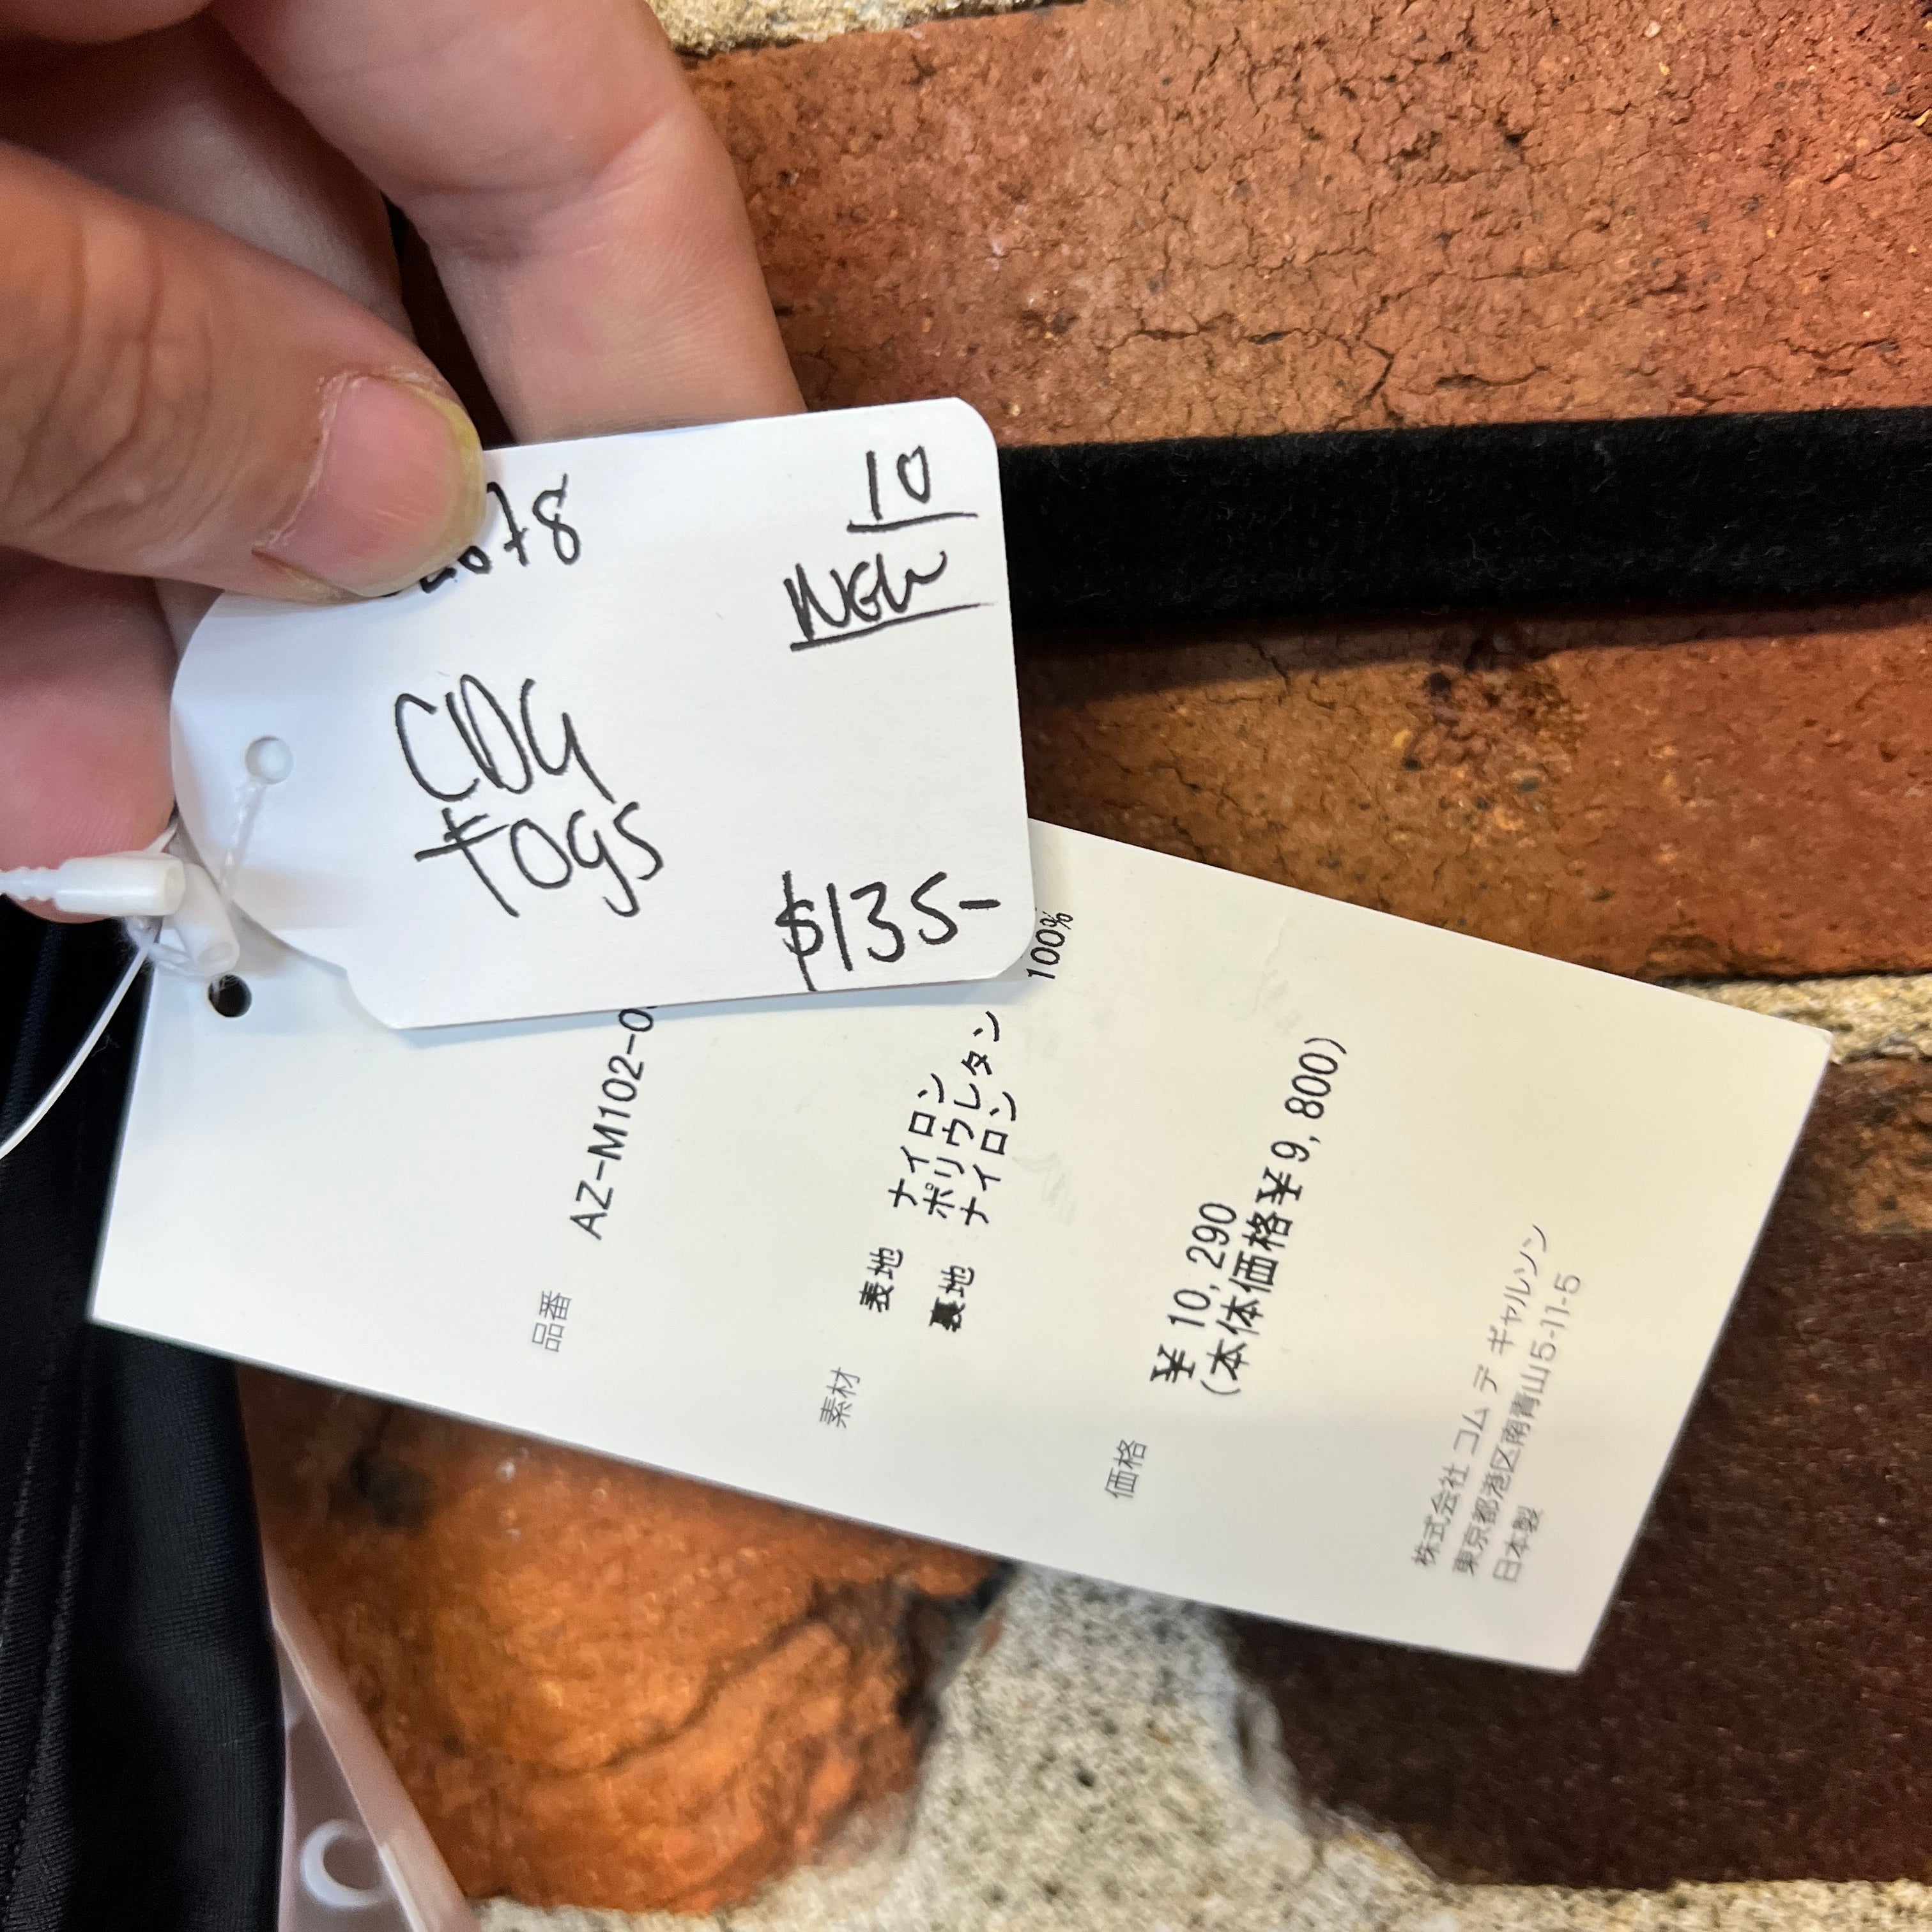 10
New
CDG
togs
$135-
品番
AZ-M102-0
素材
表地 ナイロン
ポリウレタン
裏地 ナイロン 100%
価格
¥ 10,290
(本体価格¥9,800)
株式会社 コム デ ギャルソン
東京都港区南青山5-11-5
日本製